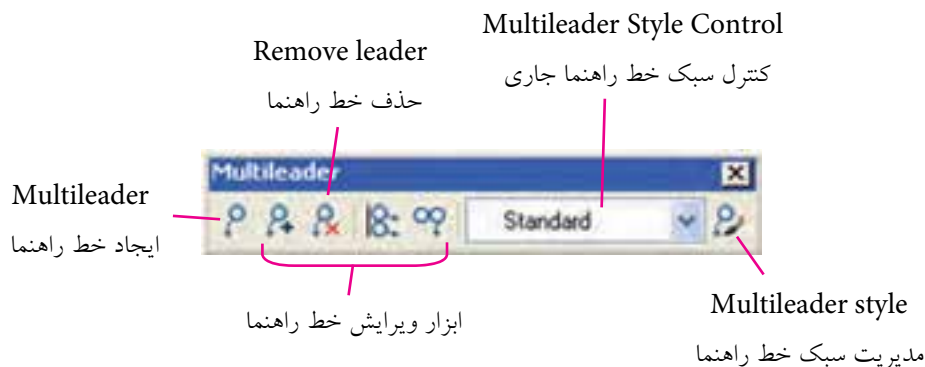 Multileader Style Control
کنترل سبک خط راهنما جاری
Remove leader
حذف خط راهنما
Multileader
Multileader
ایجاد خط راهنما
Standard
ابزار ویرایش خط راهنما
Multileader style
مدیریت سبک خط راهنما